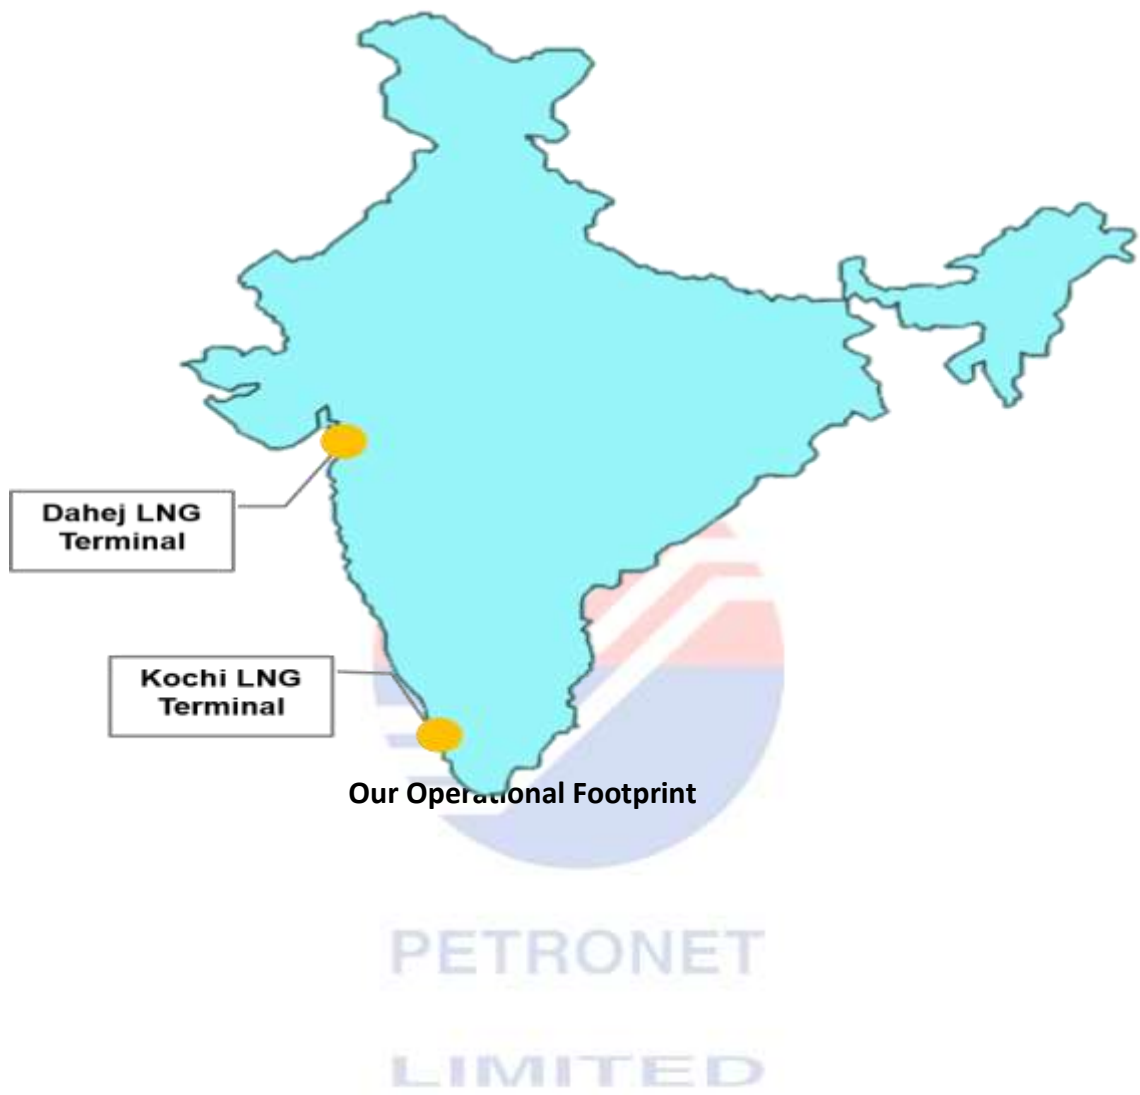 Dahej LNG
Terminal
Kochi LNG
Terminal
Our Operational Footprint
PETRONET
LIMITED